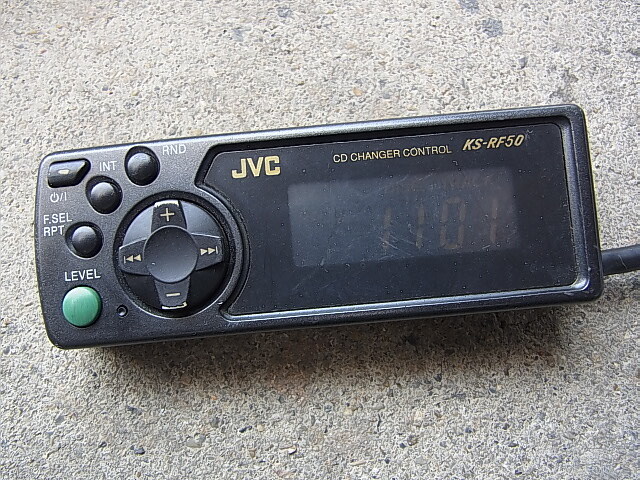 JVC
CD CHANGER CONTROL KS-RF50
RND
INT
⏻/I
F.SEL
RPT
LEVEL
+
⏮ ⏭
−
1101